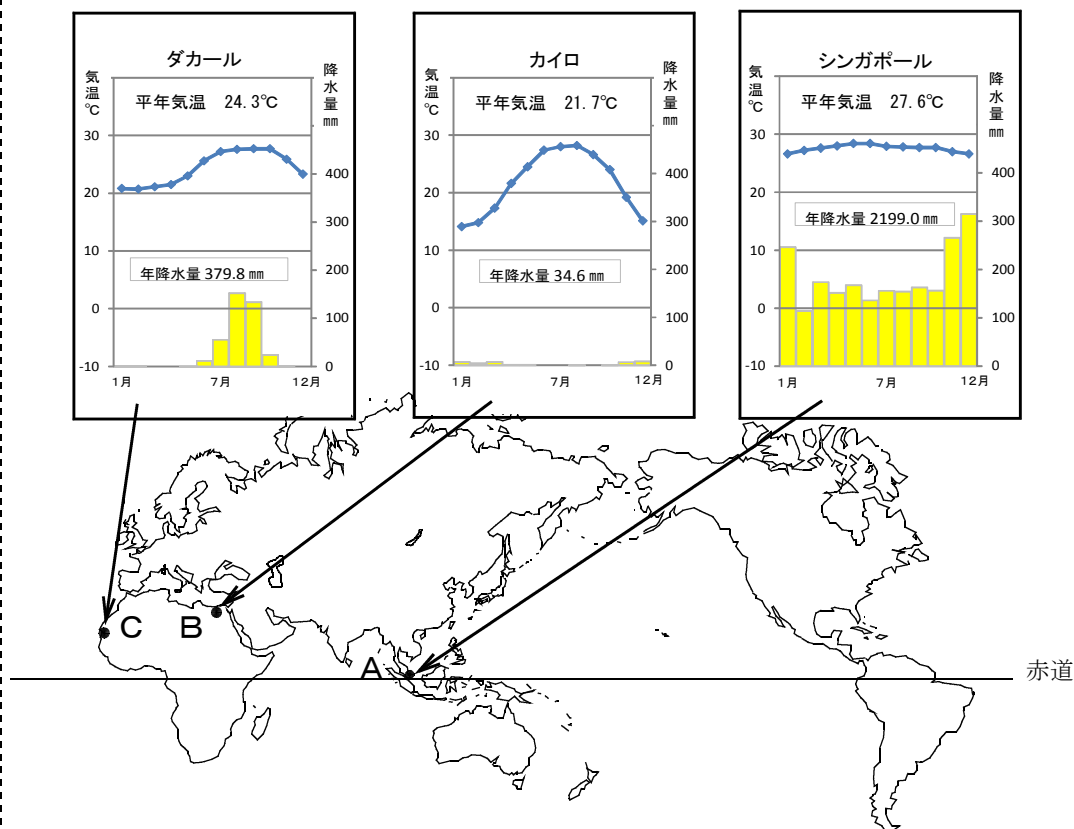 ダカール
気温℃
降水量㎜
平年気温 24.3℃
30
20
10
0
-10
400
300
200
100
0
年降水量 379.8 ㎜
1月
7月
12月
カイロ
気温℃
降水量㎜
平年気温 21.7℃
30
20
10
0
-10
400
300
200
100
0
年降水量 34.6 ㎜
1月
7月
12月
シンガポール
気温℃
降水量㎜
平年気温 27.6℃
30
20
10
0
-10
400
300
200
100
0
年降水量 2199.0 ㎜
1月
7月
12月
C
B
A
赤道